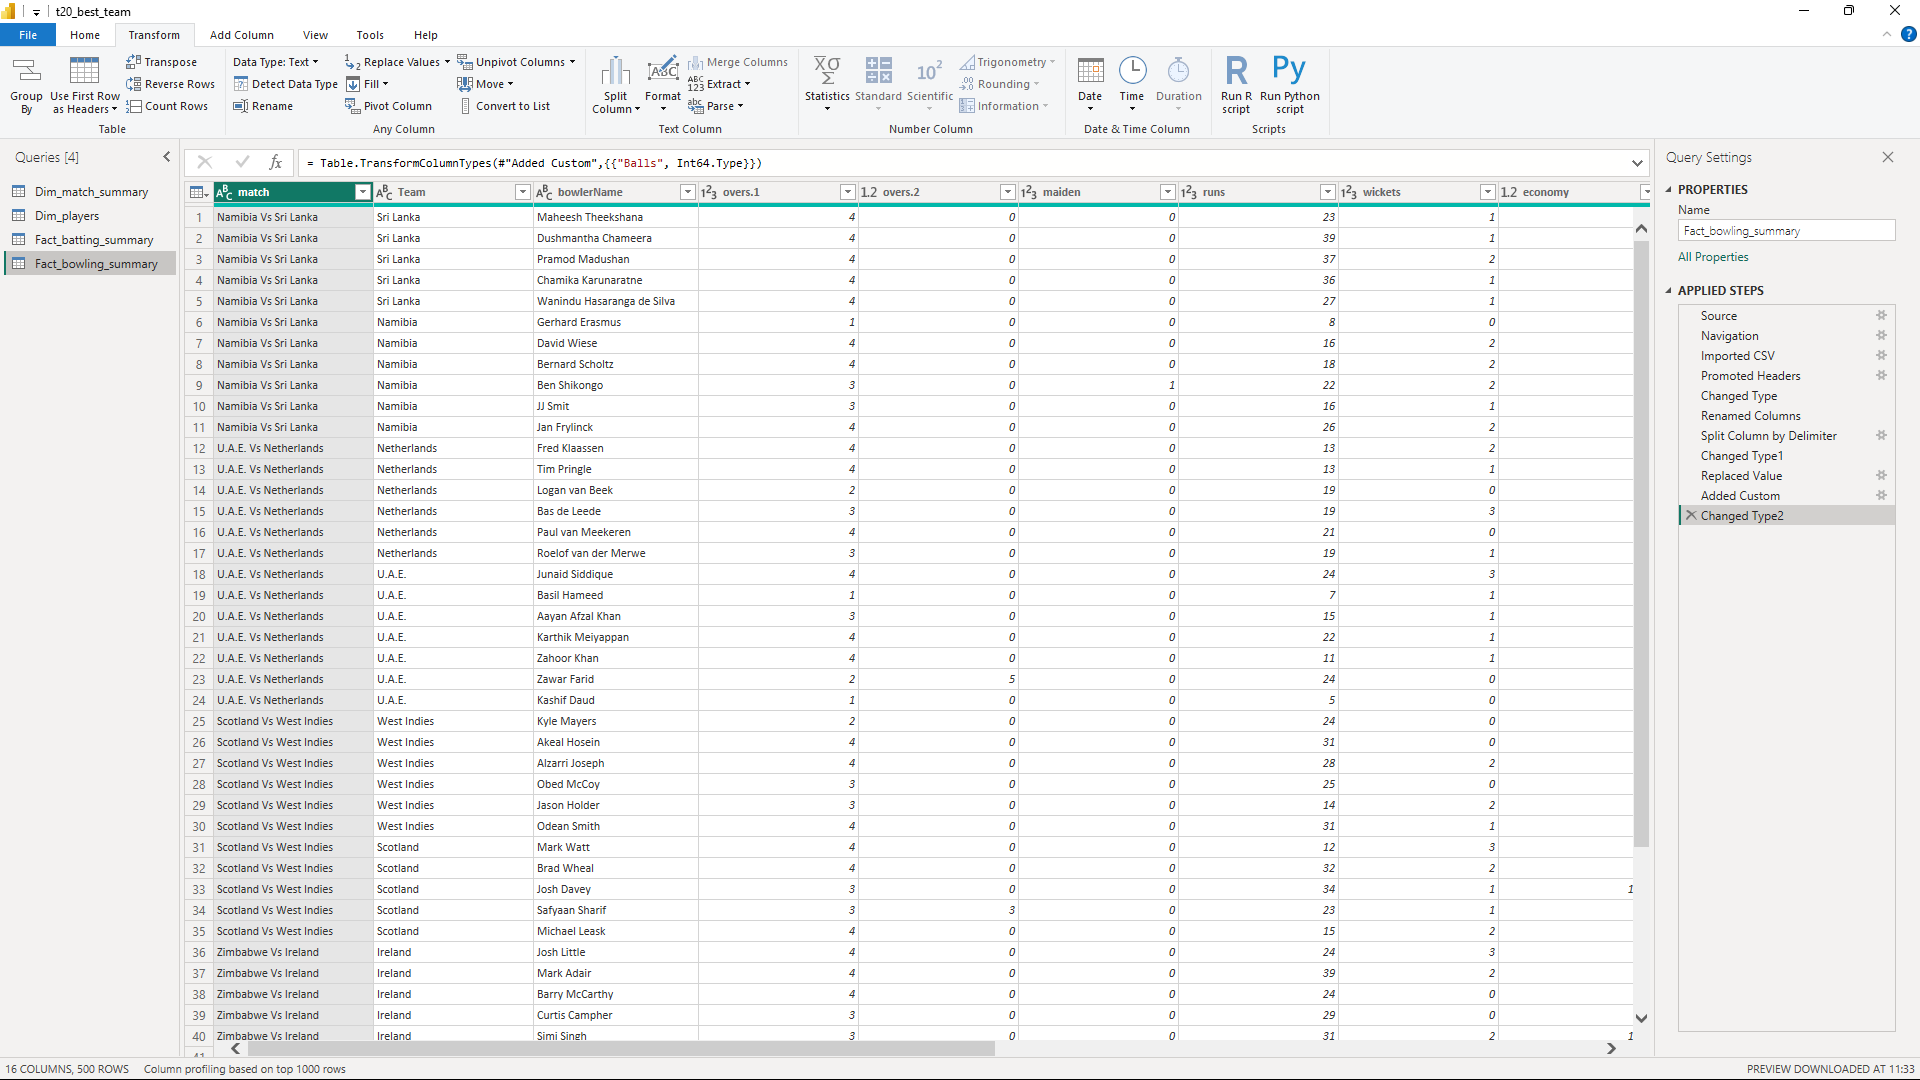 t20_best_team
File Home Transform Add Column View Tools Help
Group By
Use First Row as Headers
Transpose
Reverse Rows
Count Rows
Table
Data Type: Text
Detect Data Type
Rename
Replace Values
Fill
Pivot Column
Unpivot Columns
Move
Convert to List
Any Column
Split Column
Format
Merge Columns
Extract
Parse
Text Column
Statistics
Standard
Scientific
Trigonometry
Rounding
Information
Number Column
Date
Time
Duration
Date & Time Column
Run R script
Run Python script
Scripts
Queries [4]
Dim_match_summary
Dim_players
Fact_batting_summary
Fact_bowling_summary
= Table.TransformColumnTypes(#"Added Custom",{{"Balls", Int64.Type}})
match Team bowlerName overs.1 overs.2 maiden runs wickets economy
1 Namibia Vs Sri Lanka Sri Lanka Maheesh Theekshana 4 0 0 23 1
2 Namibia Vs Sri Lanka Sri Lanka Dushmantha Chameera 4 0 0 39 1
3 Namibia Vs Sri Lanka Sri Lanka Pramod Madushan 4 0 0 37 2
4 Namibia Vs Sri Lanka Sri Lanka Chamika Karunaratne 4 0 0 36 1
5 Namibia Vs Sri Lanka Sri Lanka Wanindu Hasaranga de Silva 4 0 0 27 1
6 Namibia Vs Sri Lanka Namibia Gerhard Erasmus 1 0 0 8 0
7 Namibia Vs Sri Lanka Namibia David Wiese 4 0 0 16 2
8 Namibia Vs Sri Lanka Namibia Bernard Scholtz 4 0 0 18 2
9 Namibia Vs Sri Lanka Namibia Ben Shikongo 3 0 1 22 2
10 Namibia Vs Sri Lanka Namibia JJ Smit 3 0 0 16 1
11 Namibia Vs Sri Lanka Namibia Jan Frylinck 4 0 0 26 2
12 U.A.E. Vs Netherlands Netherlands Fred Klaassen 4 0 0 13 2
13 U.A.E. Vs Netherlands Netherlands Tim Pringle 4 0 0 13 1
14 U.A.E. Vs Netherlands Netherlands Logan van Beek 2 0 0 19 0
15 U.A.E. Vs Netherlands Netherlands Bas de Leede 3 0 0 19 3
16 U.A.E. Vs Netherlands Netherlands Paul van Meekeren 4 0 0 21 0
17 U.A.E. Vs Netherlands Netherlands Roelof van der Merwe 3 0 0 19 1
18 U.A.E. Vs Netherlands U.A.E. Junaid Siddique 4 0 0 24 3
19 U.A.E. Vs Netherlands U.A.E. Basil Hameed 1 0 0 7 1
20 U.A.E. Vs Netherlands U.A.E. Aayan Afzal Khan 3 0 0 15 1
21 U.A.E. Vs Netherlands U.A.E. Karthik Meiyappan 4 0 0 22 1
22 U.A.E. Vs Netherlands U.A.E. Zahoor Khan 4 0 0 11 1
23 U.A.E. Vs Netherlands U.A.E. Zawar Farid 2 5 0 24 0
24 U.A.E. Vs Netherlands U.A.E. Kashif Daud 1 0 0 5 0
25 Scotland Vs West Indies West Indies Kyle Mayers 2 0 0 24 0
26 Scotland Vs West Indies West Indies Akeal Hosein 4 0 0 31 0
27 Scotland Vs West Indies West Indies Alzarri Joseph 4 0 0 28 2
28 Scotland Vs West Indies West Indies Obed McCoy 3 0 0 25 0
29 Scotland Vs West Indies West Indies Jason Holder 3 0 0 14 2
30 Scotland Vs West Indies West Indies Odean Smith 4 0 0 31 1
31 Scotland Vs West Indies Scotland Mark Watt 4 0 0 12 3
32 Scotland Vs West Indies Scotland Brad Wheal 4 0 0 32 2
33 Scotland Vs West Indies Scotland Josh Davey 3 0 0 34 1 1
34 Scotland Vs West Indies Scotland Safyaan Sharif 3 3 0 23 1
35 Scotland Vs West Indies Scotland Michael Leask 4 0 0 15 2
36 Zimbabwe Vs Ireland Ireland Josh Little 4 0 0 24 3
37 Zimbabwe Vs Ireland Ireland Mark Adair 4 0 0 39 2
38 Zimbabwe Vs Ireland Ireland Barry McCarthy 4 0 0 24 0
39 Zimbabwe Vs Ireland Ireland Curtis Campher 3 0 0 29 0
40 Zimbabwe Vs Ireland Ireland Simi Singh 3 0 0 31 2 1
Query Settings
PROPERTIES
Name
Fact_bowling_summary
All Properties
APPLIED STEPS
Source
Navigation
Imported CSV
Promoted Headers
Changed Type
Renamed Columns
Split Column by Delimiter
Changed Type1
Replaced Value
Added Custom
Changed Type2
16 COLUMNS, 500 ROWS Column profiling based on top 1000 rows PREVIEW DOWNLOADED AT 11:33